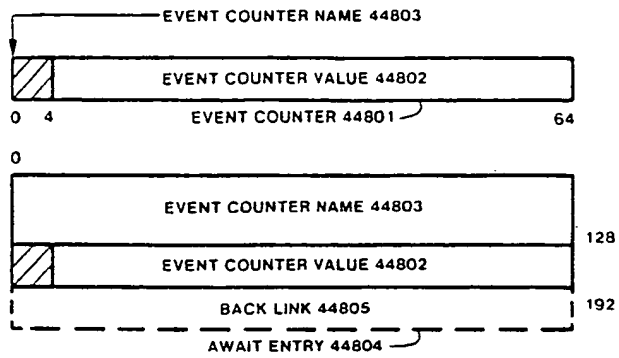 EVENT COUNTER NAME 44803
EVENT COUNTER VALUE 44802
0 4 EVENT COUNTER 44801 64
0
EVENT COUNTER NAME 44803
128
EVENT COUNTER VALUE 44802
BACK LINK 44805 192
AWAIT ENTRY 44804